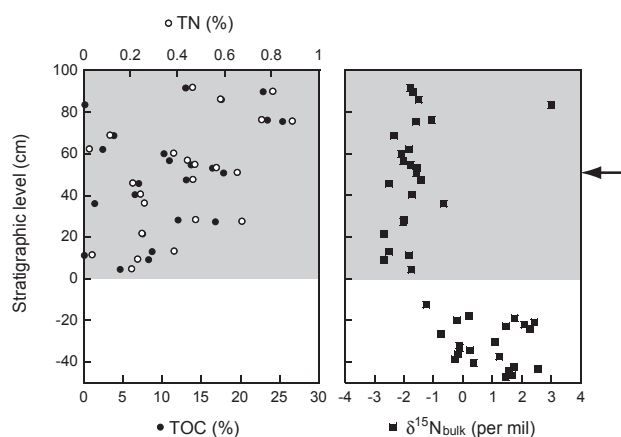 TN (%)
0 0.2 0.4 0.6 0.8 1
100
80
60
40
20
0
-20
-40
Stratigraphic level (cm)
0 5 10 15 20 25 30
-4 -3 -2 -1 0 1 2 3 4
TOC (%)
δ15Nbulk (per mil)